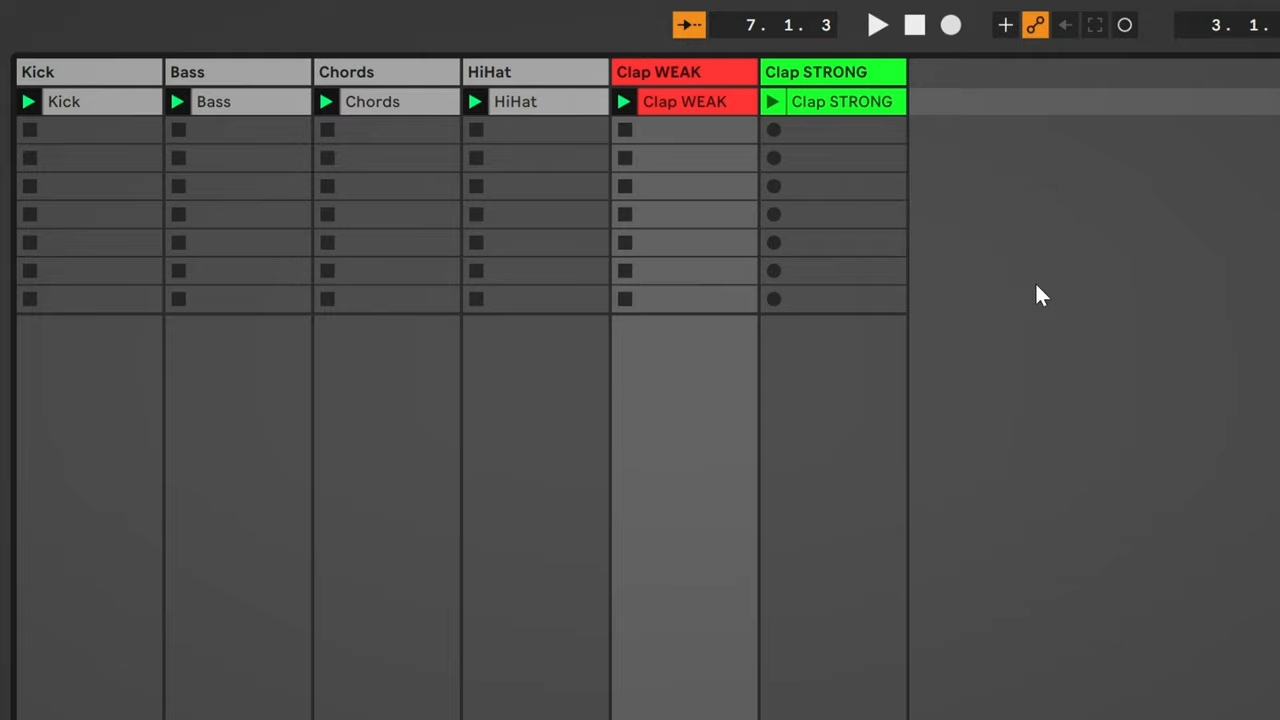 7. 1. 3 3. 1.
Kick Bass Chords HiHat Clap WEAK Clap STRONG
Kick Bass Chords HiHat Clap WEAK Clap STRONG